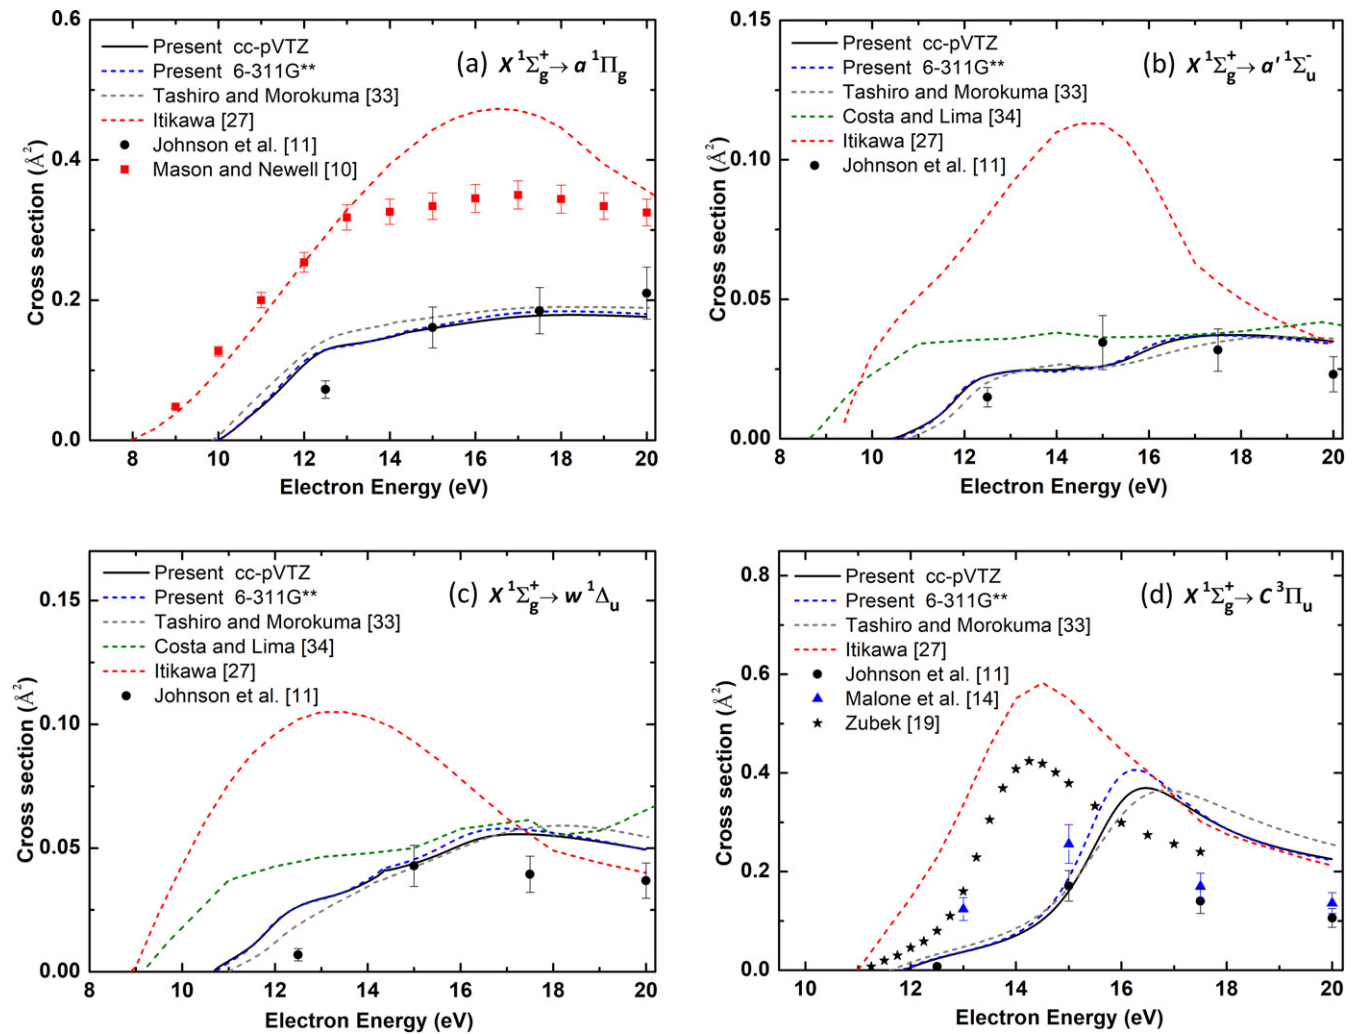 0.6
0.4
0.2
0.0
Cross section (Å²)
Present cc-pVTZ
Present 6-311G**
Tashiro and Morokuma [33]
Itikawa [27]
Johnson et al. [11]
Mason and Newell [10]
(a) X ¹Σg⁺→ a ¹Πg
8 10 12 14 16 18 20
Electron Energy (eV)
0.15
0.10
0.05
0.00
Cross section (Å²)
Present cc-pVTZ
Present 6-311G**
Tashiro and Morokuma [33]
Costa and Lima [34]
Itikawa [27]
Johnson et al. [11]
(b) X ¹Σg⁺→ a' ¹Σu⁻
8 10 12 14 16 18 20
Electron Energy (eV)
0.15
0.10
0.05
0.00
Cross section (Å²)
Present cc-pVTZ
Present 6-311G**
Tashiro and Morokuma [33]
Costa and Lima [34]
Itikawa [27]
Johnson et al. [11]
(c) X ¹Σg⁺→ w ¹Δu
8 10 12 14 16 18 20
Electron Energy (eV)
0.8
0.6
0.4
0.2
0.0
Cross section (Å²)
Present cc-pVTZ
Present 6-311G**
Tashiro and Morokuma [33]
Itikawa [27]
Johnson et al. [11]
Malone et al. [14]
Zubek [19]
(d) X ¹Σg⁺→ C ³Πu
10 12 14 16 18 20
Electron Energy (eV)